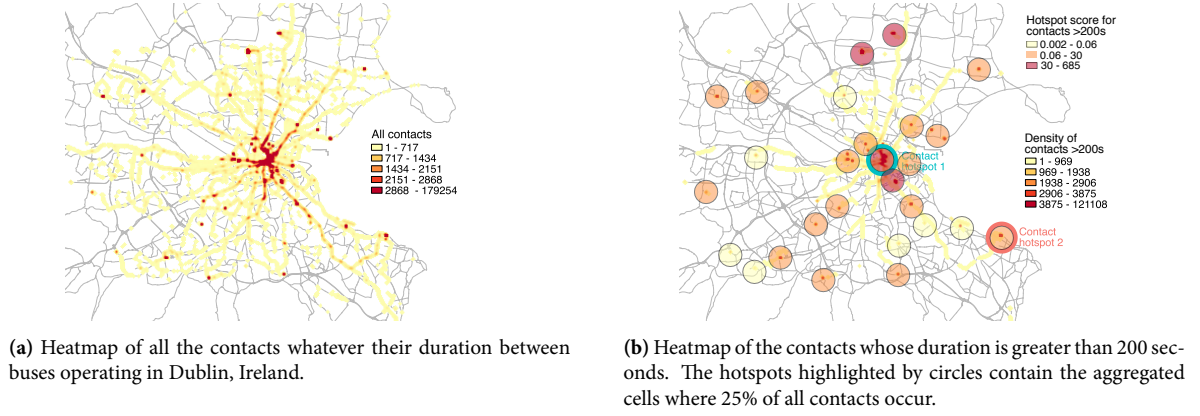 All contacts
1 - 717
717 - 1434
1434 - 2151
2151 - 2868
2868 - 179254
(a) Heatmap of all the contacts whatever their duration between
buses operating in Dublin, Ireland.
Hotspot score for
contacts >200s
0.002 - 0.06
0.06 - 30
30 - 685
Density of
contacts >200s
1 - 969
969 - 1938
1938 - 2906
2906 - 3875
3875 - 121108
Contact
hotspot 1
Contact
hotspot 2
(b) Heatmap of the contacts whose duration is greater than 200 sec-
onds. The hotspots highlighted by circles contain the aggregated
cells where 25% of all contacts occur.